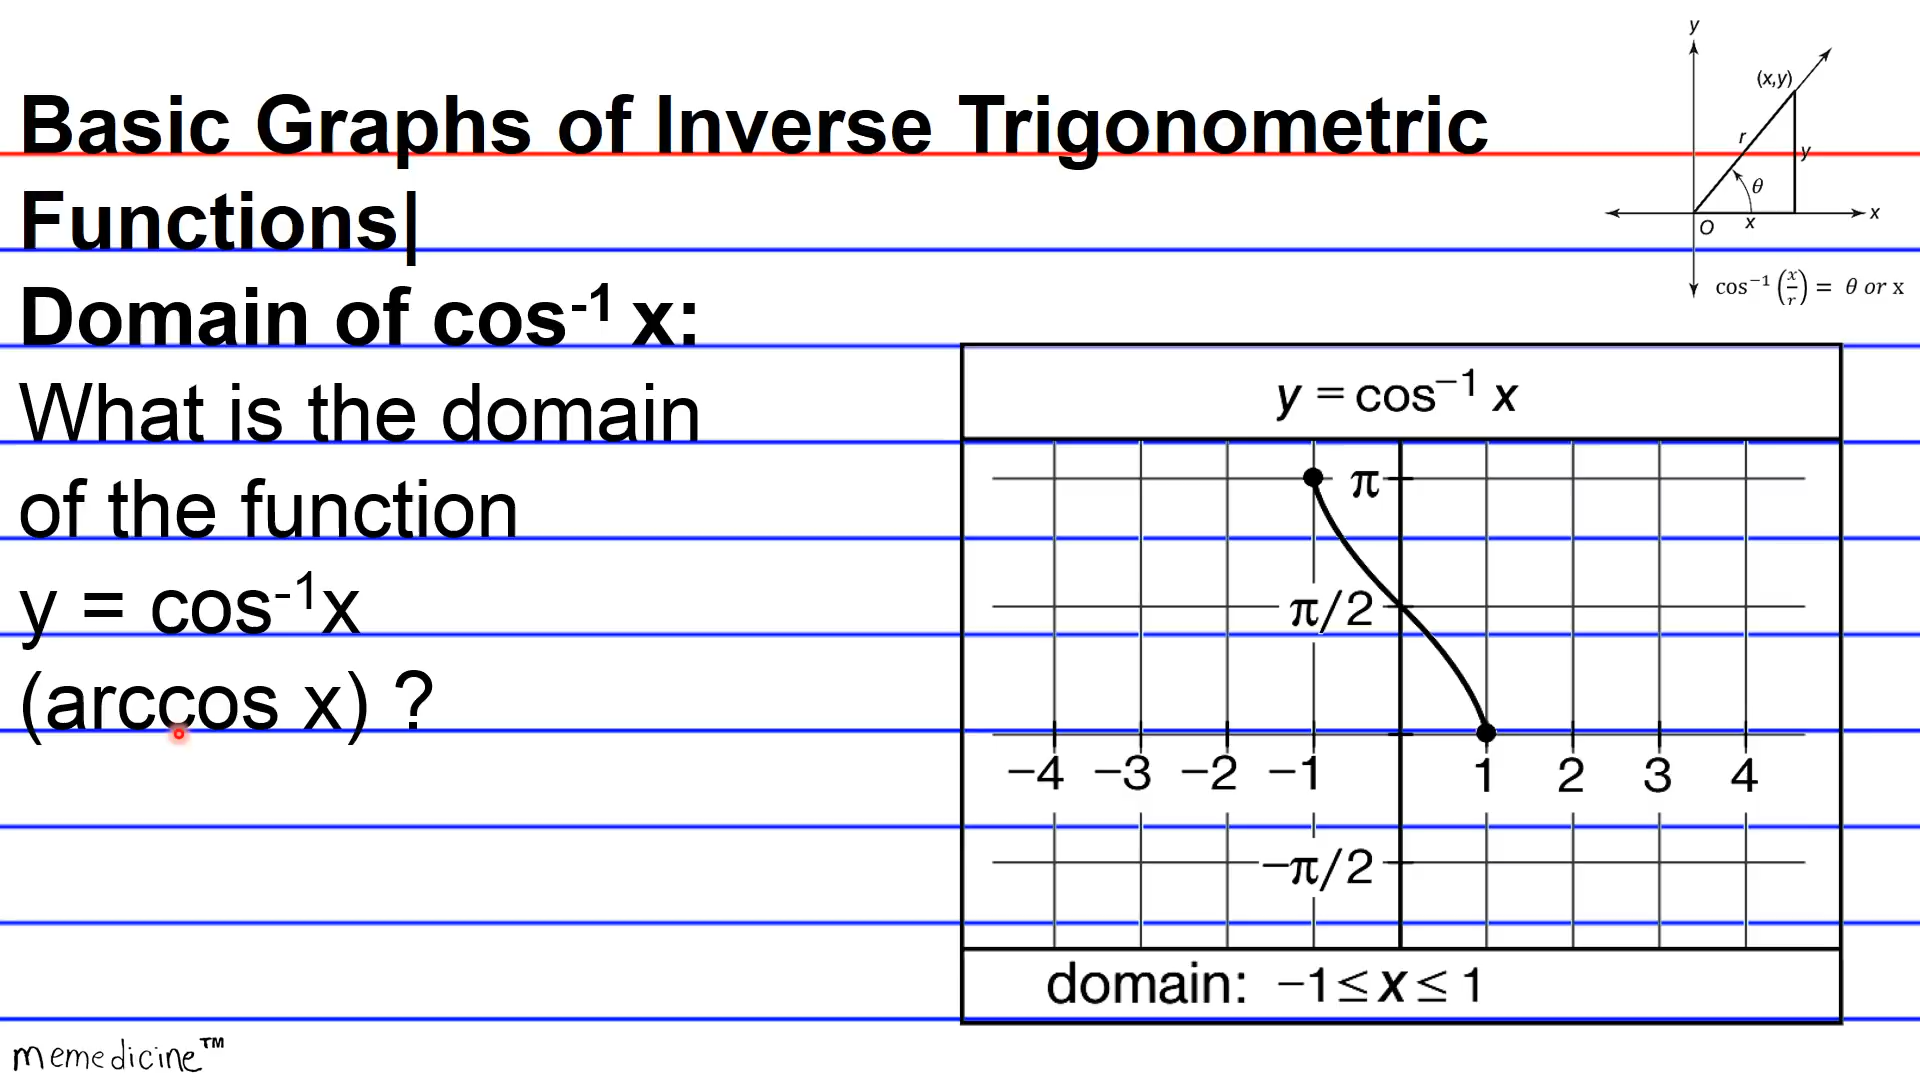 Basic Graphs of Inverse Trigonometric
Functions|
Domain of cos⁻¹ x:
What is the domain
of the function
y = cos⁻¹x
(arccos x) ?
memedicine™
y
(x,y)
r
y
θ
x
O
x
cos⁻¹ (x/r) = θ or x
y = cos⁻¹ x
π
π/2
−4 −3 −2 −1 1 2 3 4
−π/2
domain: −1 ≤ x ≤ 1